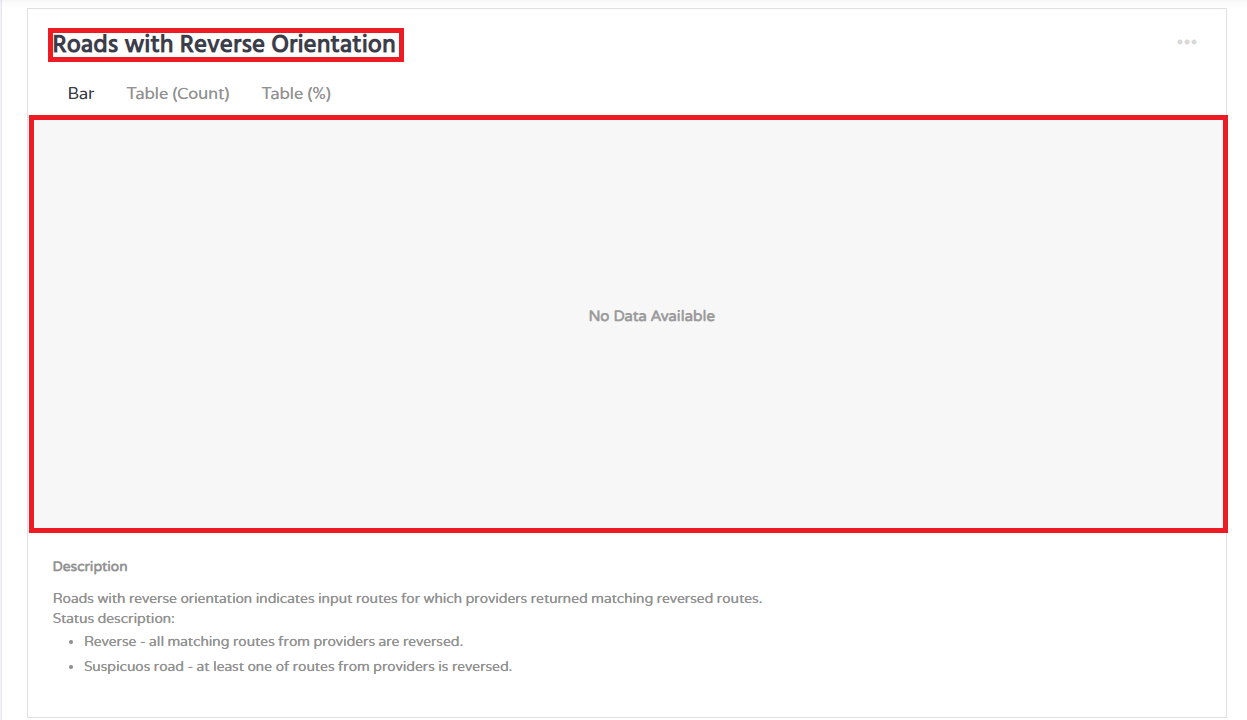 Roads with Reverse Orientation
Bar Table (Count) Table (%)
No Data Available
Description
Roads with reverse orientation indicates input routes for which providers returned matching reversed routes.
Status description:
• Reverse - all matching routes from providers are reversed.
• Suspicuos road - at least one of routes from providers is reversed.